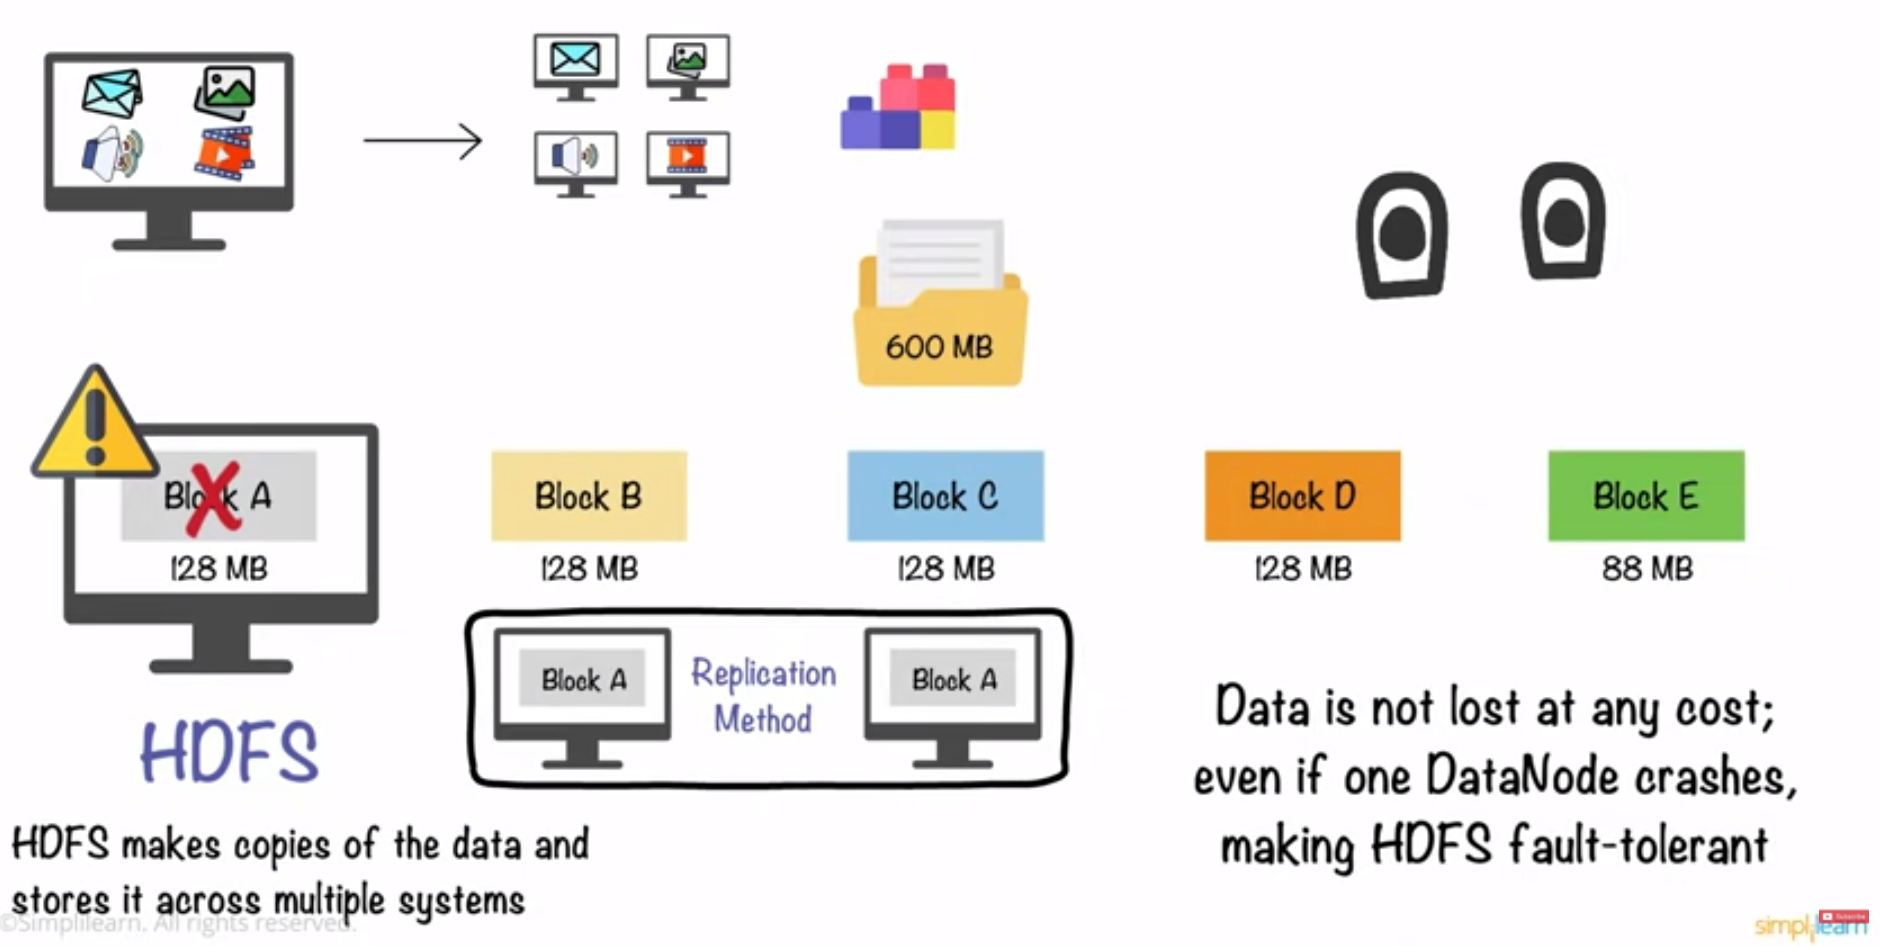 600 MB
Block A
128 MB
Block B
128 MB
Block C
128 MB
Block D
128 MB
Block E
88 MB
Block A
Replication
Method
Block A
HDFS
HDFS makes copies of the data and
stores it across multiple systems
Data is not lost at any cost;
even if one DataNode crashes,
making HDFS fault-tolerant
©Simplilearn. All rights reserved.
simplilearn
Subscribe